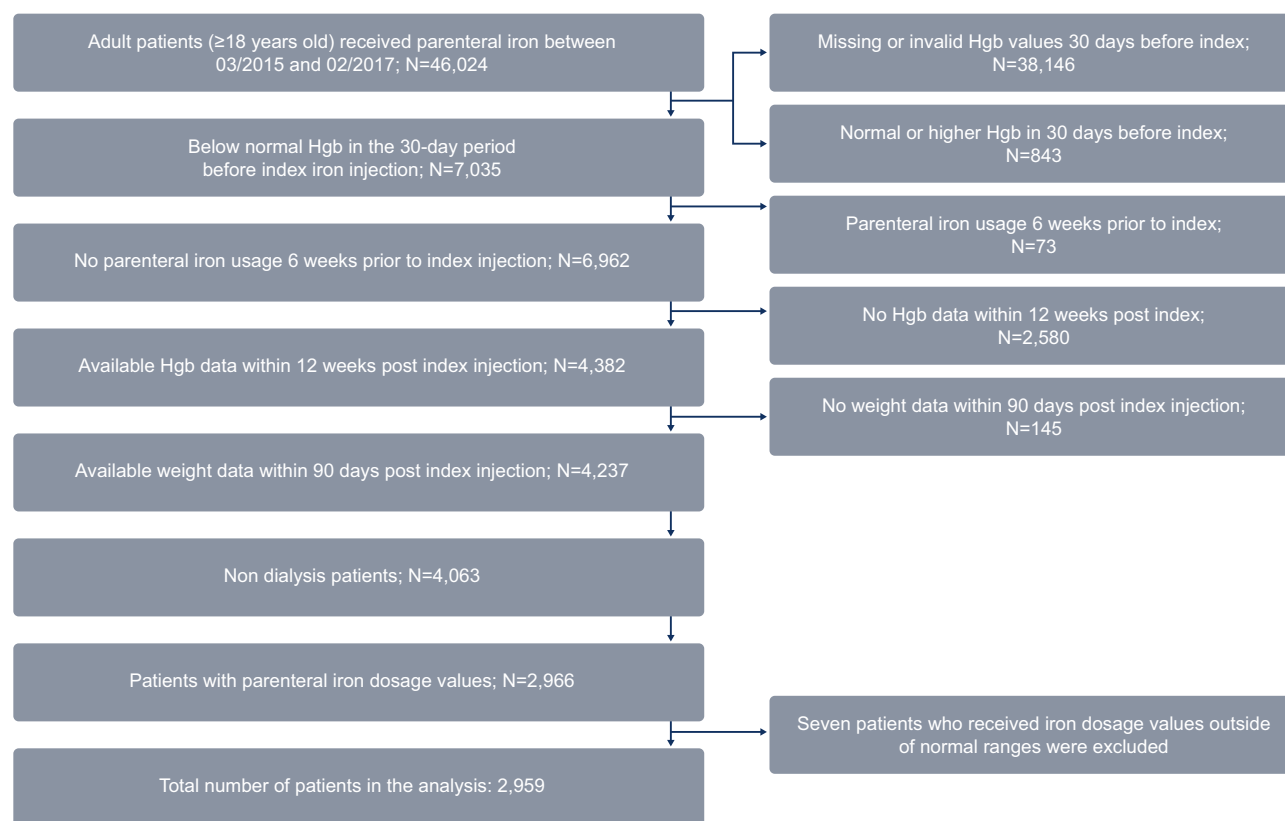 Adult patients (≥18 years old) received parenteral iron between
03/2015 and 02/2017; N=46,024
Missing or invalid Hgb values 30 days before index;
N=38,146
Below normal Hgb in the 30-day period
before index iron injection; N=7,035
Normal or higher Hgb in 30 days before index;
N=843
No parenteral iron usage 6 weeks prior to index injection; N=6,962
Parenteral iron usage 6 weeks prior to index;
N=73
Available Hgb data within 12 weeks post index injection; N=4,382
No Hgb data within 12 weeks post index;
N=2,580
Available weight data within 90 days post index injection; N=4,237
No weight data within 90 days post index injection;
N=145
Non dialysis patients; N=4,063
Patients with parenteral iron dosage values; N=2,966
Seven patients who received iron dosage values outside
of normal ranges were excluded
Total number of patients in the analysis: 2,959